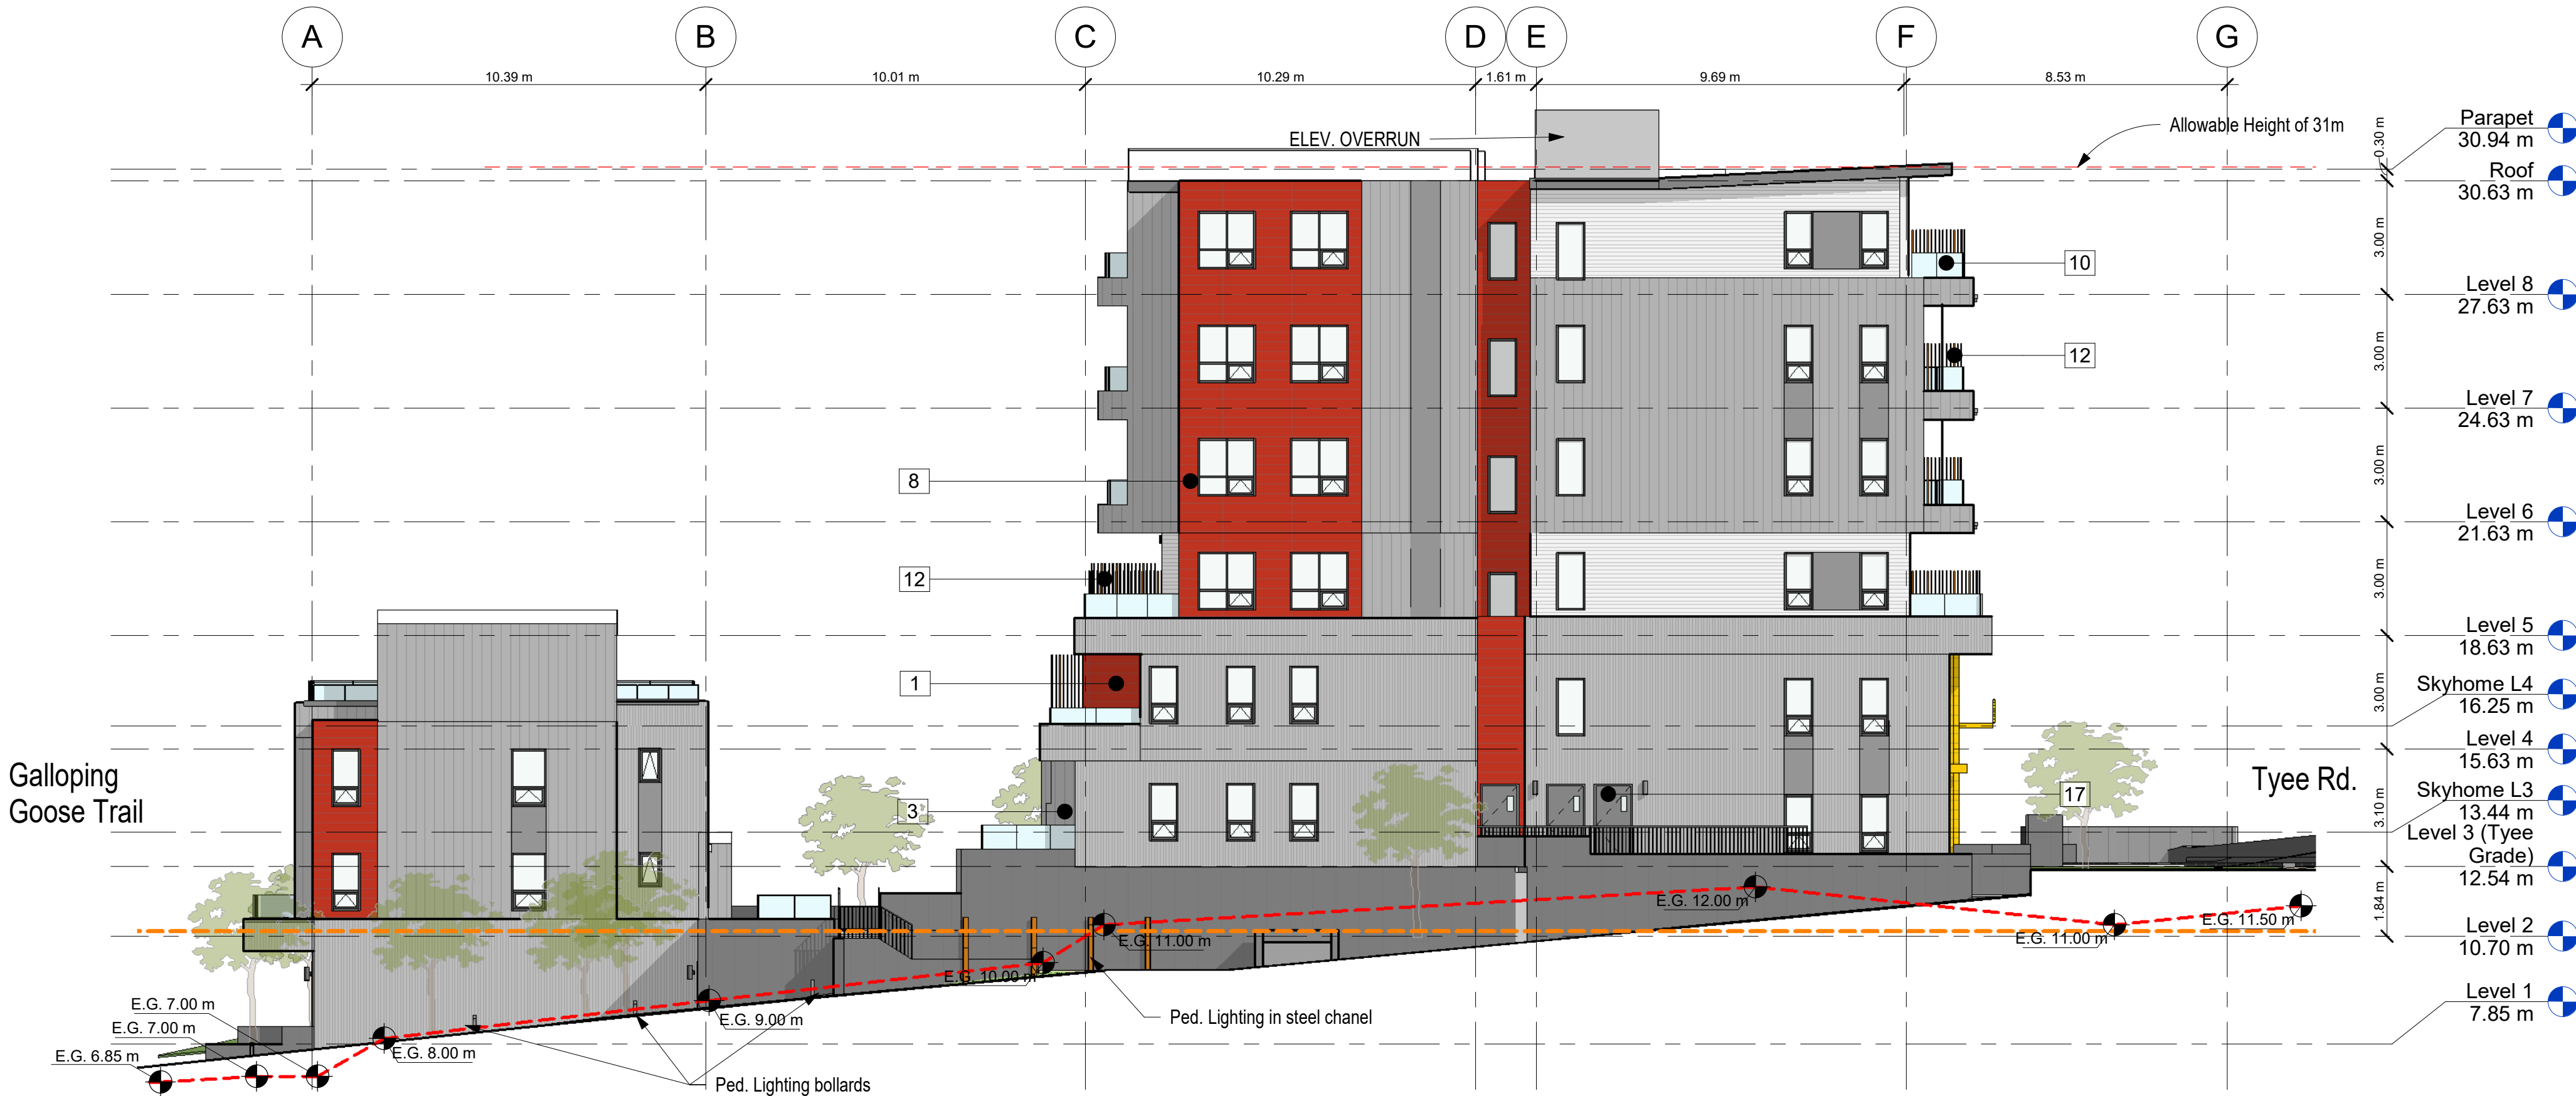 A
B
C
D
E
F
G
10.39 m
10.01 m
10.29 m
1.61 m
9.69 m
8.53 m
ELEV. OVERRUN
Allowable Height of 31m
Parapet
30.94 m
0.30 m
Roof
30.63 m
3.00 m
10
Level 8
27.63 m
3.00 m
12
Level 7
24.63 m
3.00 m
8
Level 6
21.63 m
3.00 m
12
Level 5
18.63 m
3.00 m
1
Skyhome L4
16.25 m
Level 4
15.63 m
Galloping
Goose Trail
3
17
Tyee Rd.
3.10 m
Skyhome L3
13.44 m
Level 3 (Tyee
Grade)
12.54 m
1.84 m
E.G. 12.00 m
E.G. 11.50 m
E.G. 11.00 m
E.G. 11.00 m
Level 2
10.70 m
E.G. 10.00 m
E.G. 7.00 m
E.G. 7.00 m
E.G. 6.85 m
E.G. 8.00 m
E.G. 9.00 m
Ped. Lighting in steel chanel
Level 1
7.85 m
Ped. Lighting bollards